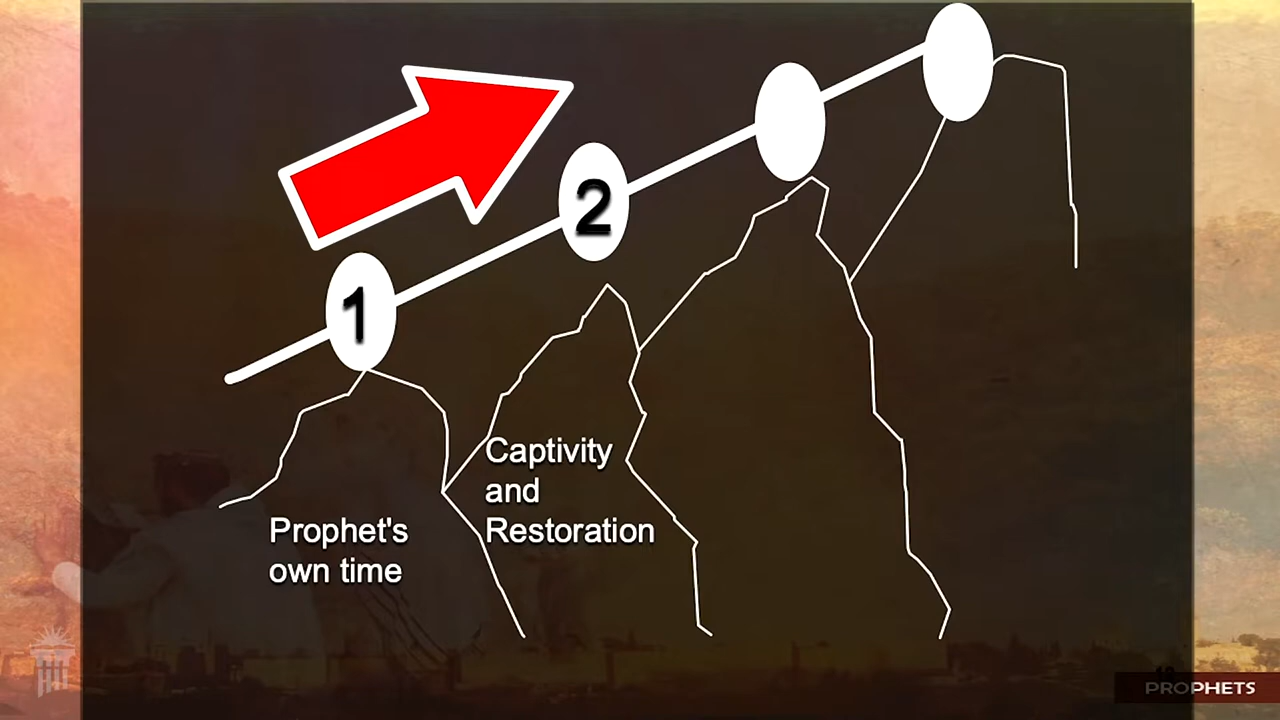 1
2
Captivity
and
Restoration
Prophet's
own time
PROPHETS